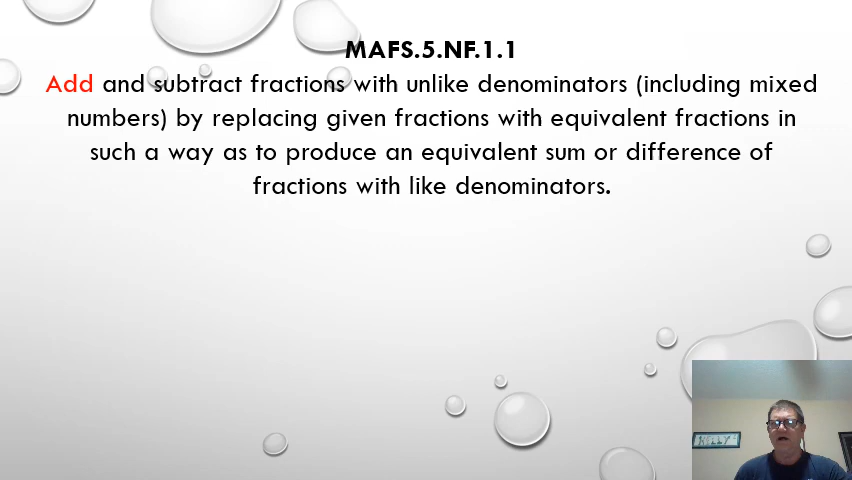 MAFS.5.NF.1.1
Add and subtract fractions with unlike denominators (including mixed
numbers) by replacing given fractions with equivalent fractions in
such a way as to produce an equivalent sum or difference of
fractions with like denominators.
KELLY